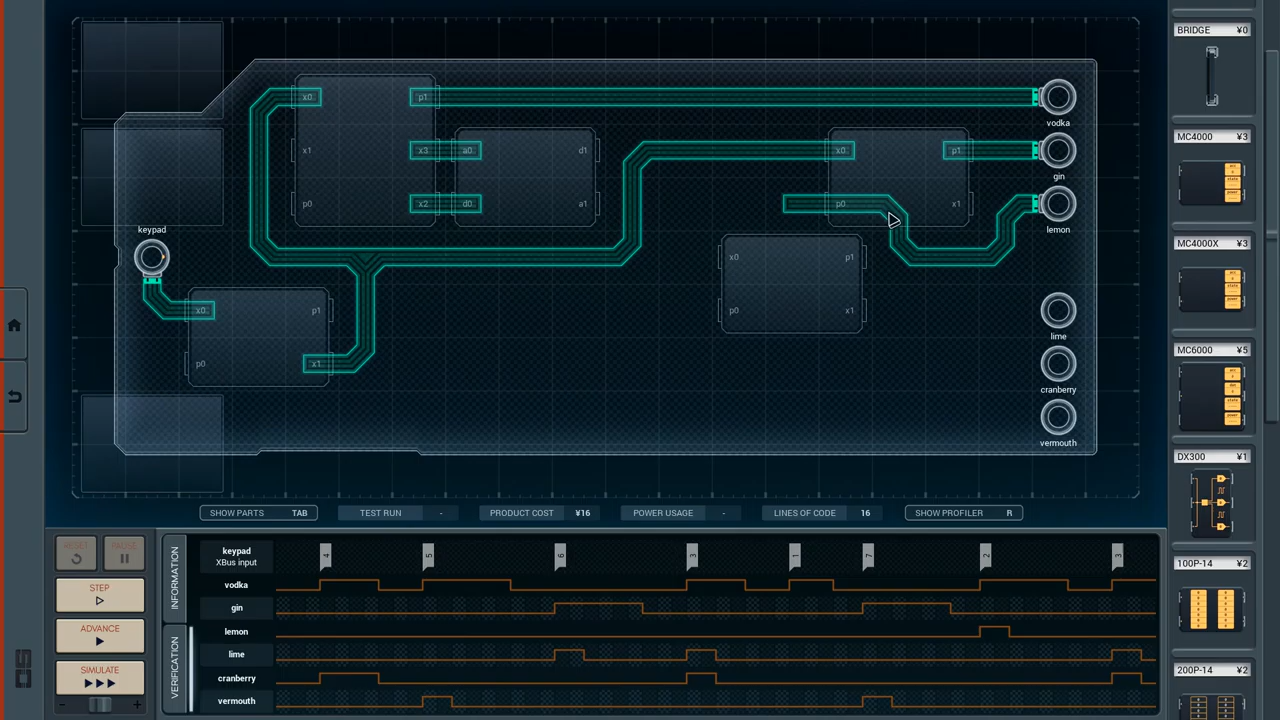 BRIDGE ¥0
x0 p1
vodka
MC4000 ¥3
x1 x3 a0 d1 x0 p1
gin
p0 x2 d0 a1 p0 x1
keypad lemon
MC4000X ¥3
x0 p1
x0 p1 p0 x1
lime
MC6000 ¥5
p0 x1
cranberry
vermouth
DX300 ¥1
SHOW PARTS TAB TEST RUN - PRODUCT COST ¥16 POWER USAGE - LINES OF CODE 16 SHOW PROFILER R
RESET PAUSE
STEP
ADVANCE
SIMULATE
- +
INFORMATION
VERIFICATION
keypad
XBus input
4 5 6 3 1 7 2 3
vodka
gin
lemon
lime
cranberry
vermouth
100P-14 ¥2
200P-14 ¥2